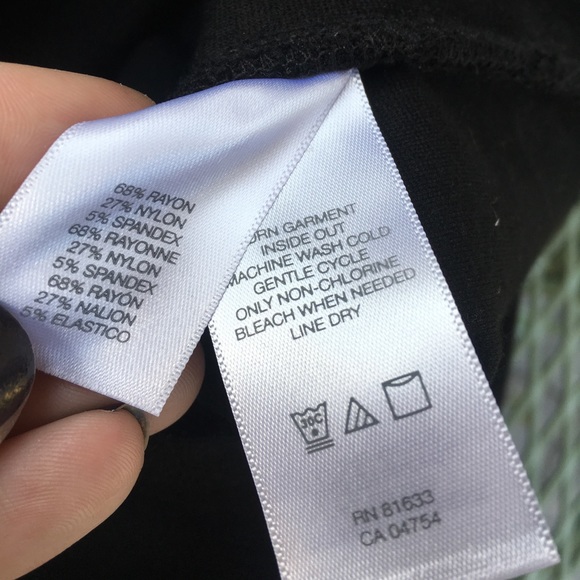 68% RAYON
27% NYLON
5% SPANDEX
68% RAYONNE
27% NYLON
5% SPANDEX
68% RAYÓN
27% NAILON
5% ELASTICO
GARMENT
INSIDE OUT
MACHINE WASH COLD
GENTLE CYCLE
ONLY NON-CHLORINE
BLEACH WHEN NEEDED
LINE DRY
30C
RN 81633
CA 04754